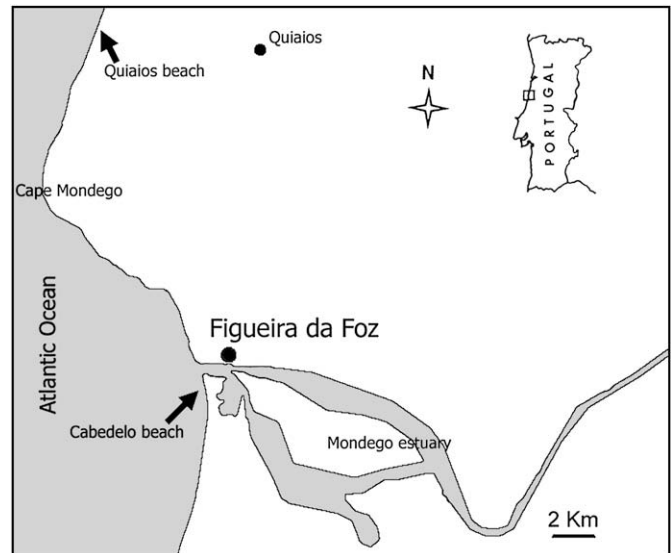 Quiaios
Quiaios beach
N
PORTUGAL
Cape Mondego
Atlantic Ocean
Figueira da Foz
Cabedelo beach
Mondego estuary
2 Km